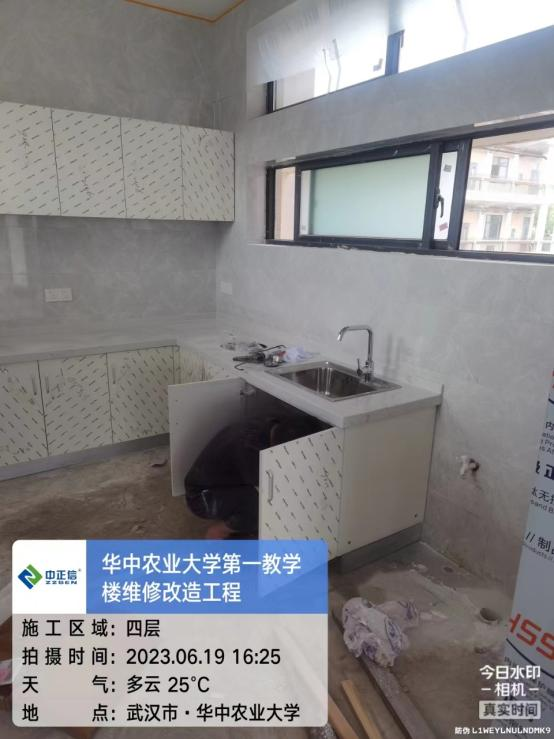 中正信
ZZGEN
华中农业大学第一教学
楼维修改造工程
施工区域：四层
拍摄时间：2023.06.19 16:25
天气：多云 25℃
地点：武汉市·华中农业大学
今日水印
-相机-
真实时间
防伪 L1WEYLNULNDMK9